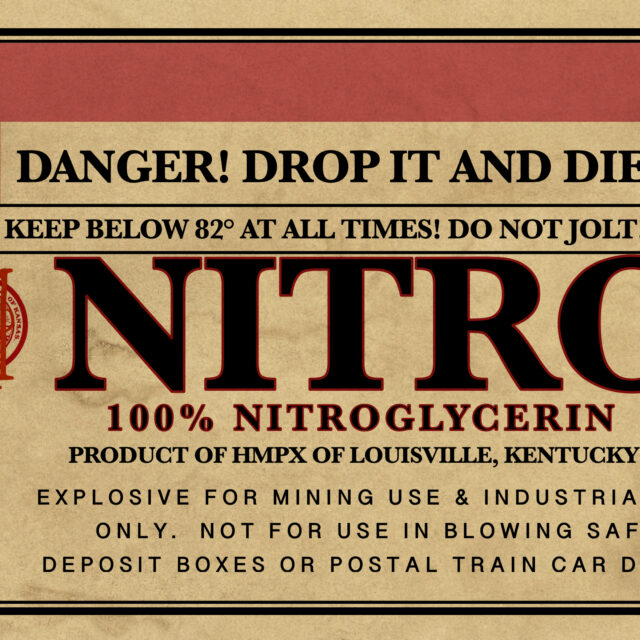 DANGER! DROP IT AND DIE
KEEP BELOW 82° AT ALL TIMES! DO NOT JOLT
NITRO
OF KANSAS
100% NITROGLYCERIN
PRODUCT OF HMPX OF LOUISVILLE, KENTUCKY
EXPLOSIVE FOR MINING USE & INDUSTRIA
ONLY. NOT FOR USE IN BLOWING SAF
DEPOSIT BOXES OR POSTAL TRAIN CAR D